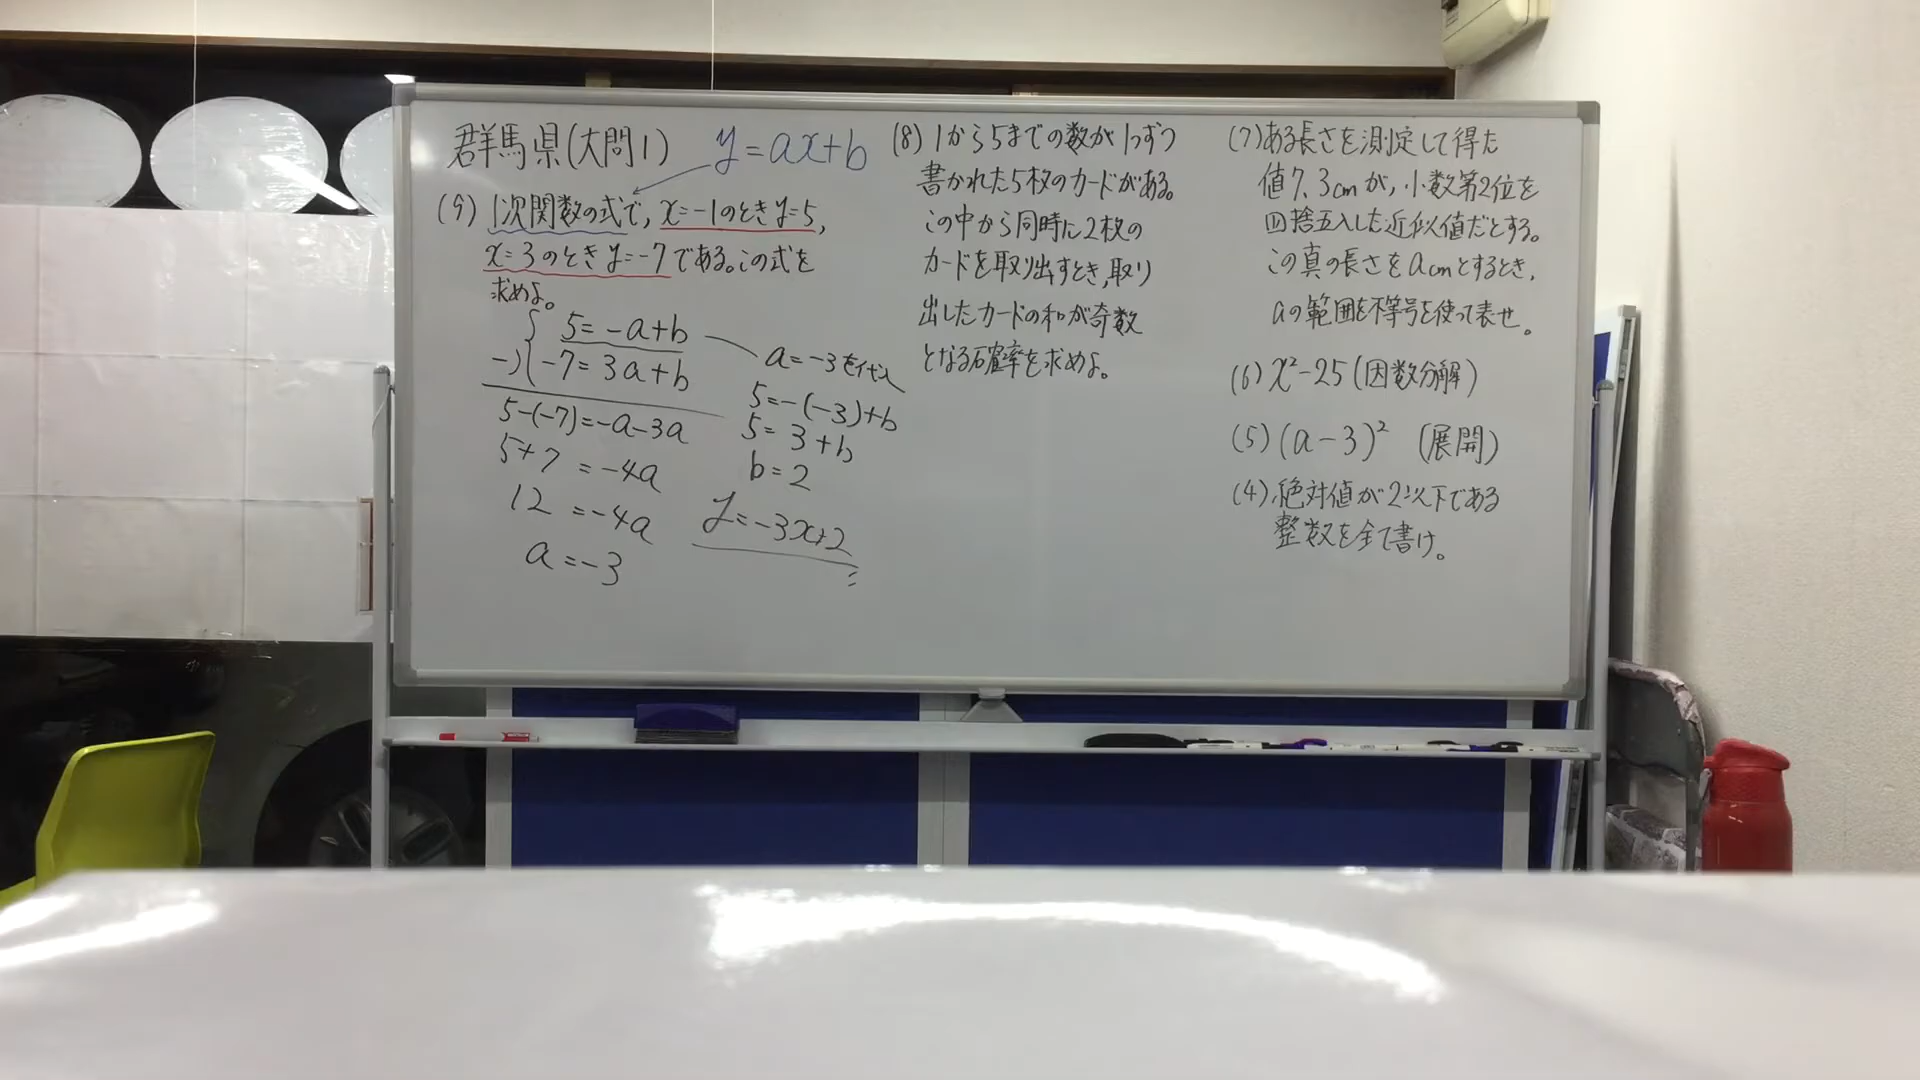 群馬県(大問1)
y=ax+b
(9) 1次関数の式で, x=-1のときy=5,
x=3のときy=-7である。この式を
求めよ。
5=-a+b
-) -7=3a+b
5-(-7)=-a-3a
5+7=-4a
12=-4a
a=-3
a=-3を代入
5=-(-3)+b
5=3+b
b=2
y=-3x+2
(8) 1から5までの数が1つずつ
書かれた5枚のカードがある。
この中から同時に2枚の
カードを取り出すとき,取り
出したカードの和が奇数
となる確率を求めよ。
(7) ある長さを測定して得た
値7.3cmが, 小数第2位を
四捨五入した近似値だとする。
この真の長さをacmとするとき,
aの範囲を不等号を使って表せ。
(6) x²-25(因数分解)
(5) (a-3)² (展開)
(4) 絶対値が2以下である
整数を全て書け。